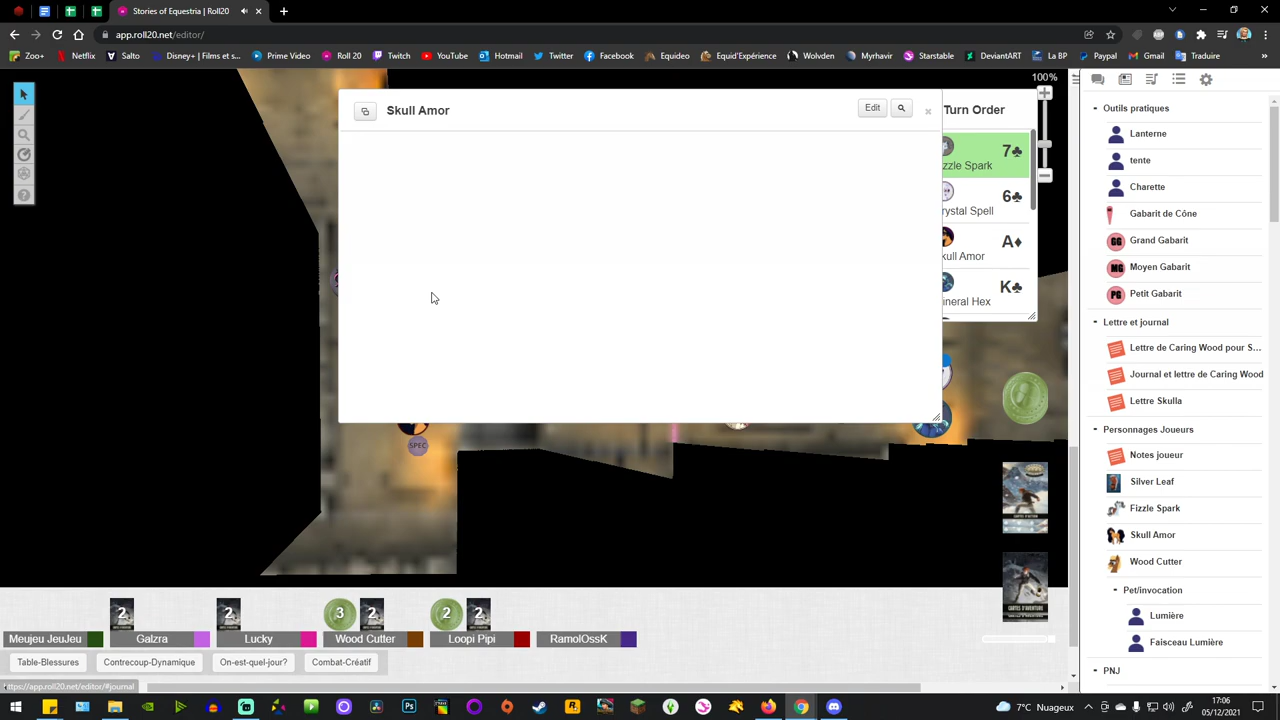 Stories of Equestria | Roll20
app.roll20.net/editor/
Zoo+ Netflix Salto Disney+ | Films et s... Prime Video Roll 20 Twitch YouTube Hotmail Twitter Facebook Equideo Equid'Expérience Wolvden Myrhavir Starstable DeviantART La BP Paypal Gmail Traduire
100%
Skull Amor
Edit
Turn Order
zzle Spark 7♣
rystal Spell 6♣
kull Amor A♦
ineral Hex K♣
SPEC
Outils pratiques
Lanterne
tente
Charette
Gabarit de Cône
GG Grand Gabarit
MG Moyen Gabarit
PG Petit Gabarit
Lettre et journal
Lettre de Caring Wood pour S...
Journal et lettre de Caring Wood
Lettre Skulla
Personnages Joueurs
Notes joueur
Silver Leaf
Fizzle Spark
Skull Amor
Wood Cutter
Pet/invocation
Lumière
Faisceau Lumière
PNJ
CARTES D'AVENTURE
2 2 3 2 2 2
Meujeu JeuJeu Galzra Lucky Wood Cutter Loopi Pipi RamolOssK
Table-Blessures Contrecoup-Dynamique On-est-quel-jour? Combat-Créatif
https://app.roll20.net/editor/#journal
7°C Nuageux
17:06
05/12/2021